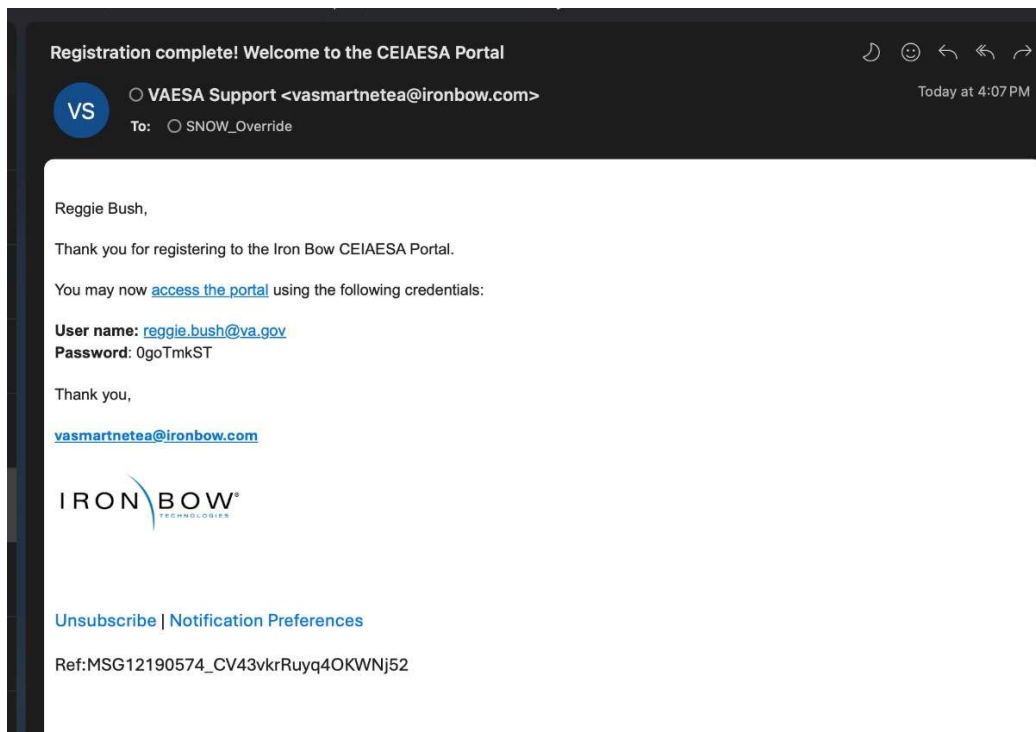 Registration complete! Welcome to the CEIAESA Portal
VS
VAESA Support <vasmartnetea@ironbow.com>
Today at 4:07 PM
To: SNOW_Override
Reggie Bush,
Thank you for registering to the Iron Bow CEIAESA Portal.
You may now access the portal using the following credentials:
User name: reggie.bush@va.gov
Password: 0goTmkST
Thank you,
vasmartnetea@ironbow.com
IRON BOW®
TECHNOLOGIES
Unsubscribe | Notification Preferences
Ref:MSG12190574_CV43vkrRuyq4OKWNj52